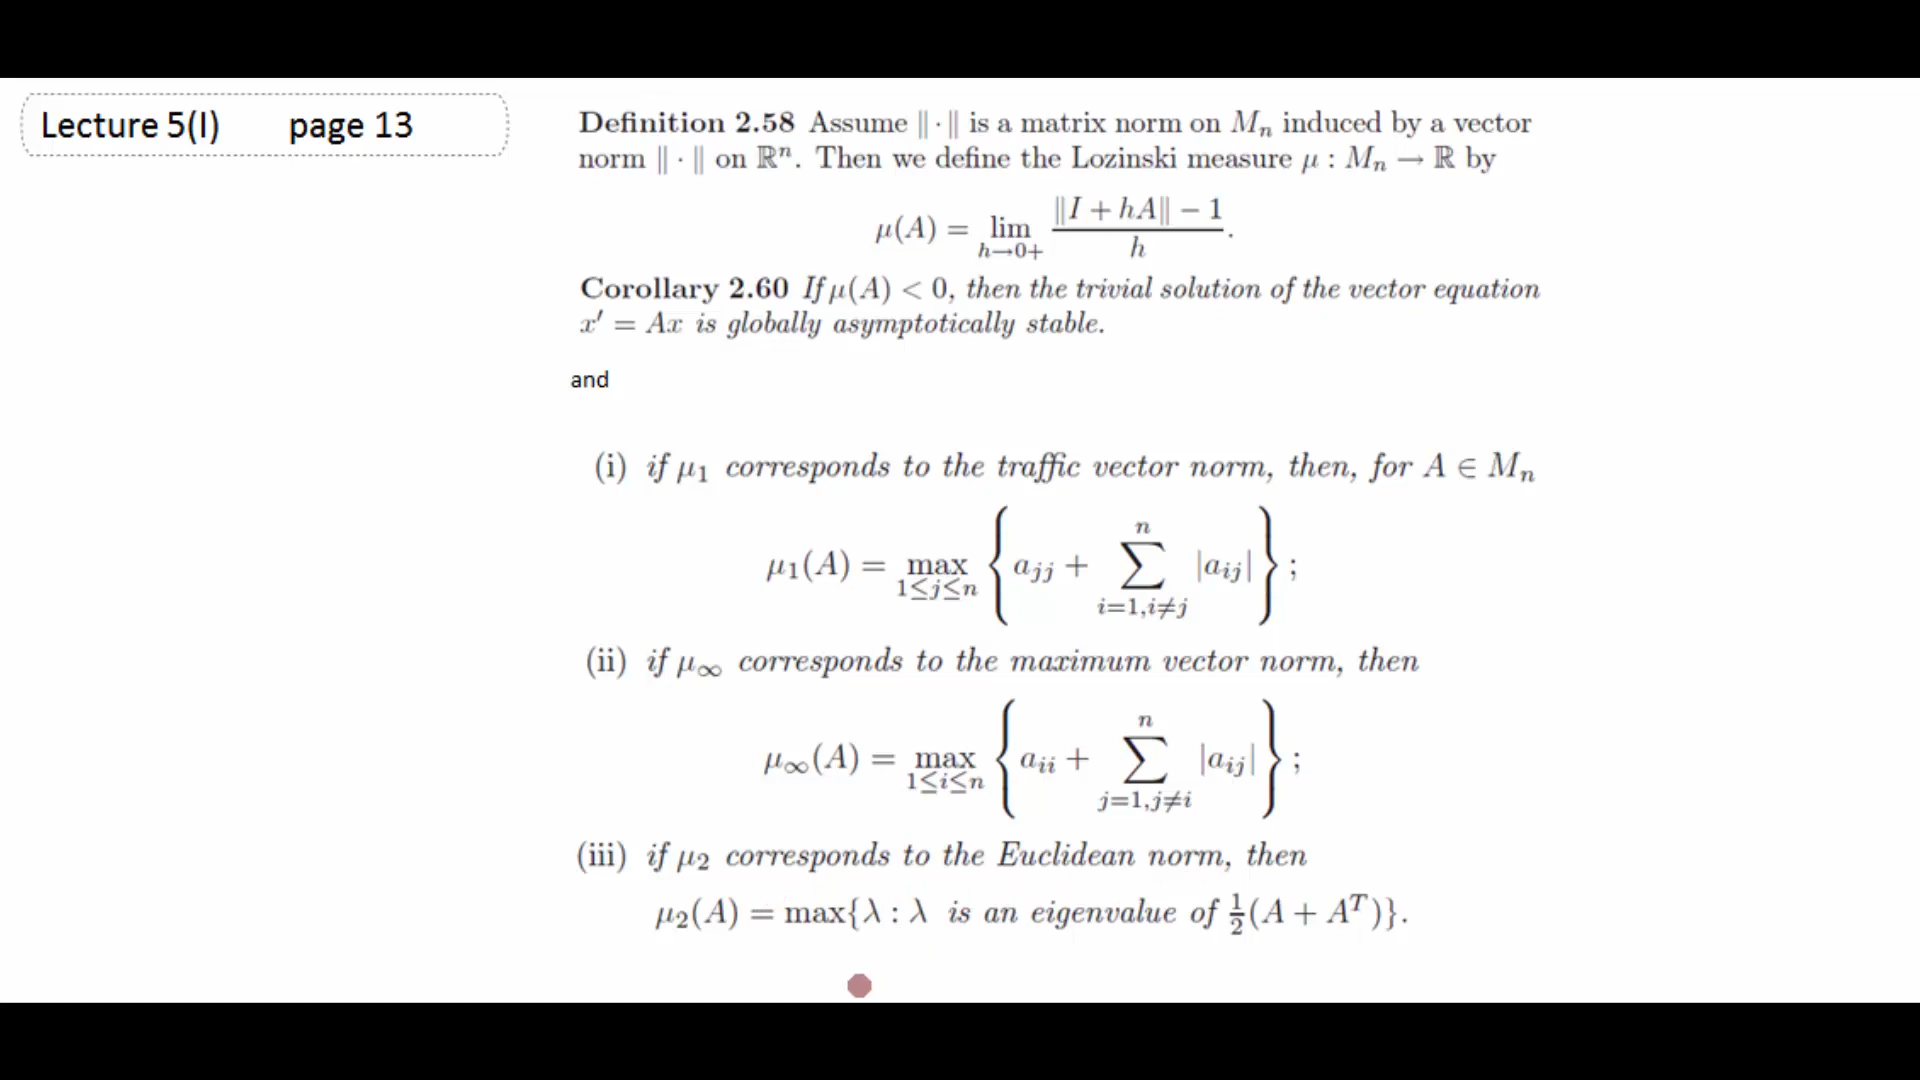 Lecture 5(I) page 13
Definition 2.58 Assume ‖ · ‖ is a matrix norm on Mₙ induced by a vector
norm ‖ · ‖ on ℝⁿ. Then we define the Lozinski measure μ : Mₙ → ℝ by
μ(A) = lim_{h→0+} (‖I + hA‖ − 1)/h.
Corollary 2.60 If μ(A) < 0, then the trivial solution of the vector equation
x′ = Ax is globally asymptotically stable.
and
(i) if μ₁ corresponds to the traffic vector norm, then, for A ∈ Mₙ
μ₁(A) = max_{1≤j≤n} { a_{jj} + ∑_{i=1,i≠j}^{n} |a_{ij}| } ;
(ii) if μ_∞ corresponds to the maximum vector norm, then
μ_∞(A) = max_{1≤i≤n} { a_{ii} + ∑_{j=1,j≠i}^{n} |a_{ij}| } ;
(iii) if μ₂ corresponds to the Euclidean norm, then
μ₂(A) = max{λ : λ is an eigenvalue of ½(A + Aᵀ)}.